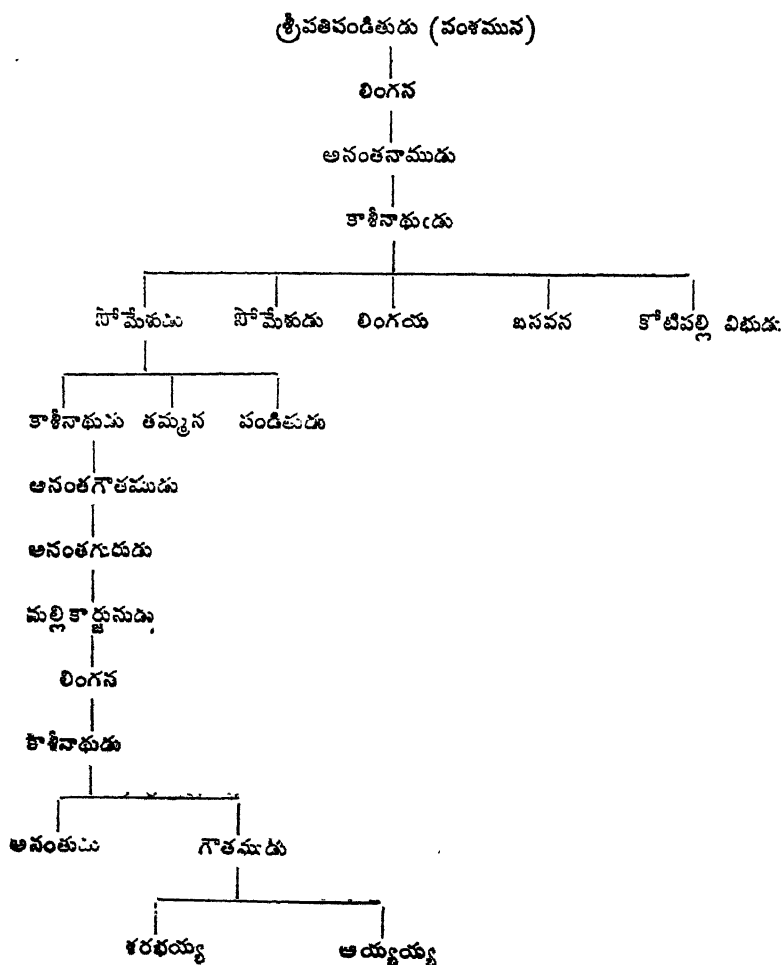 శ్రీపతిపండితుడు (వంశమున)
లింగన
అనంతనాముడు
కాశీనాథుఁడు
సోమేశుడు సోమేశుడు లింగయ బసవన కోటిపల్లి విభుడు
కాశీనాథుడు తమ్మన పండితుడు
అనంతగౌతముడు
అనంతగురుడు
మల్లికార్జునుడు
లింగన
కాశీనాథుడు
అనంతుడు గౌతముడు
శరభయ్య అయ్యయ్య